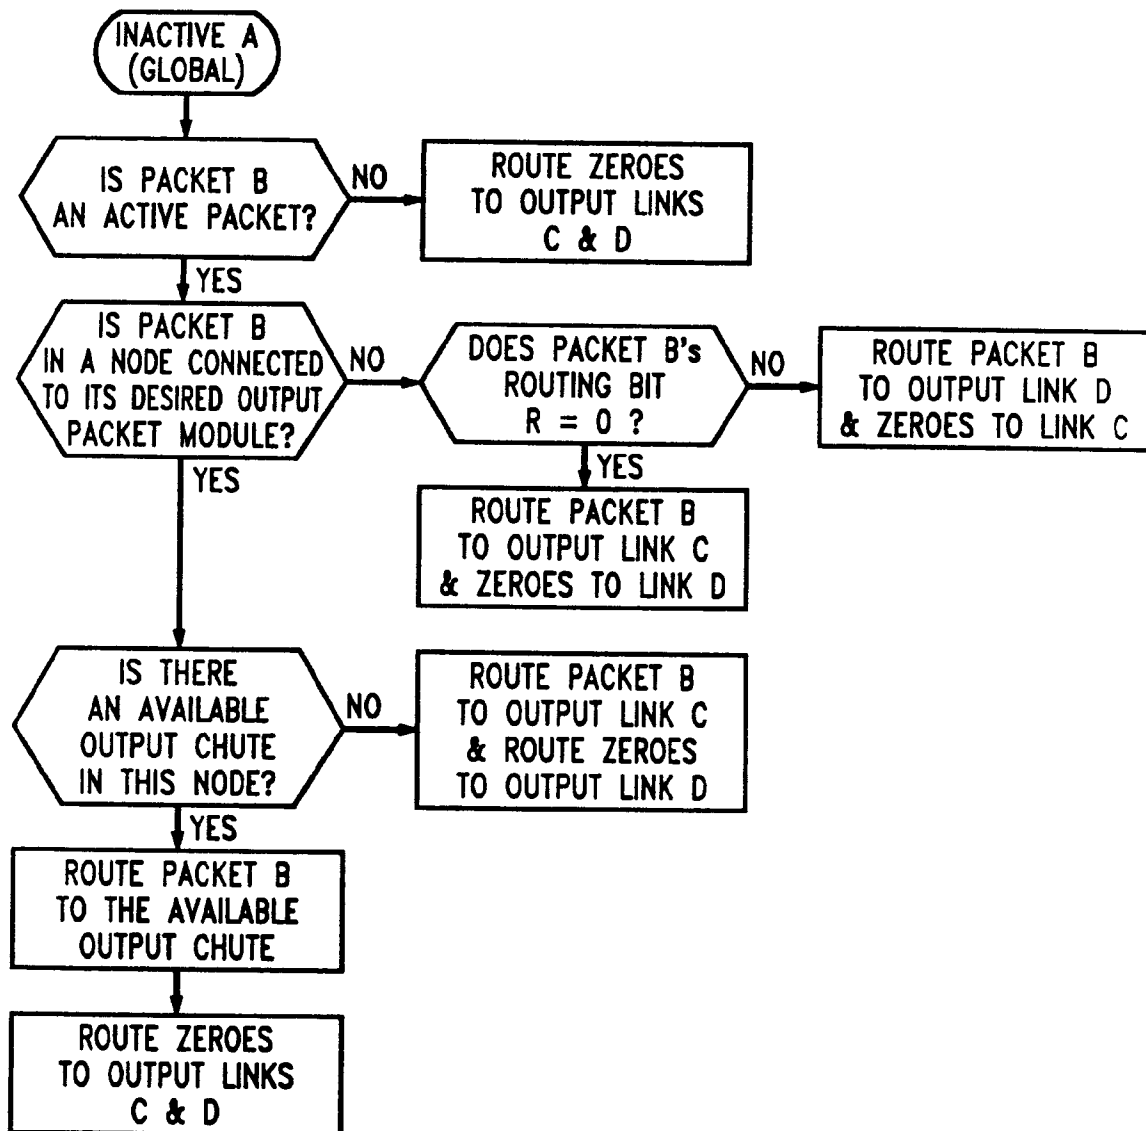 INACTIVE A
(GLOBAL)
IS PACKET B
AN ACTIVE PACKET?
NO
ROUTE ZEROES
TO OUTPUT LINKS
C & D
YES
IS PACKET B
IN A NODE CONNECTED
TO ITS DESIRED OUTPUT
PACKET MODULE?
NO
DOES PACKET B's
ROUTING BIT
R = 0 ?
NO
ROUTE PACKET B
TO OUTPUT LINK D
& ZEROES TO LINK C
YES
ROUTE PACKET B
TO OUTPUT LINK C
& ZEROES TO LINK D
YES
IS THERE
AN AVAILABLE
OUTPUT CHUTE
IN THIS NODE?
NO
ROUTE PACKET B
TO OUTPUT LINK C
& ROUTE ZEROES
TO OUTPUT LINK D
YES
ROUTE PACKET B
TO THE AVAILABLE
OUTPUT CHUTE
ROUTE ZEROES
TO OUTPUT LINKS
C & D